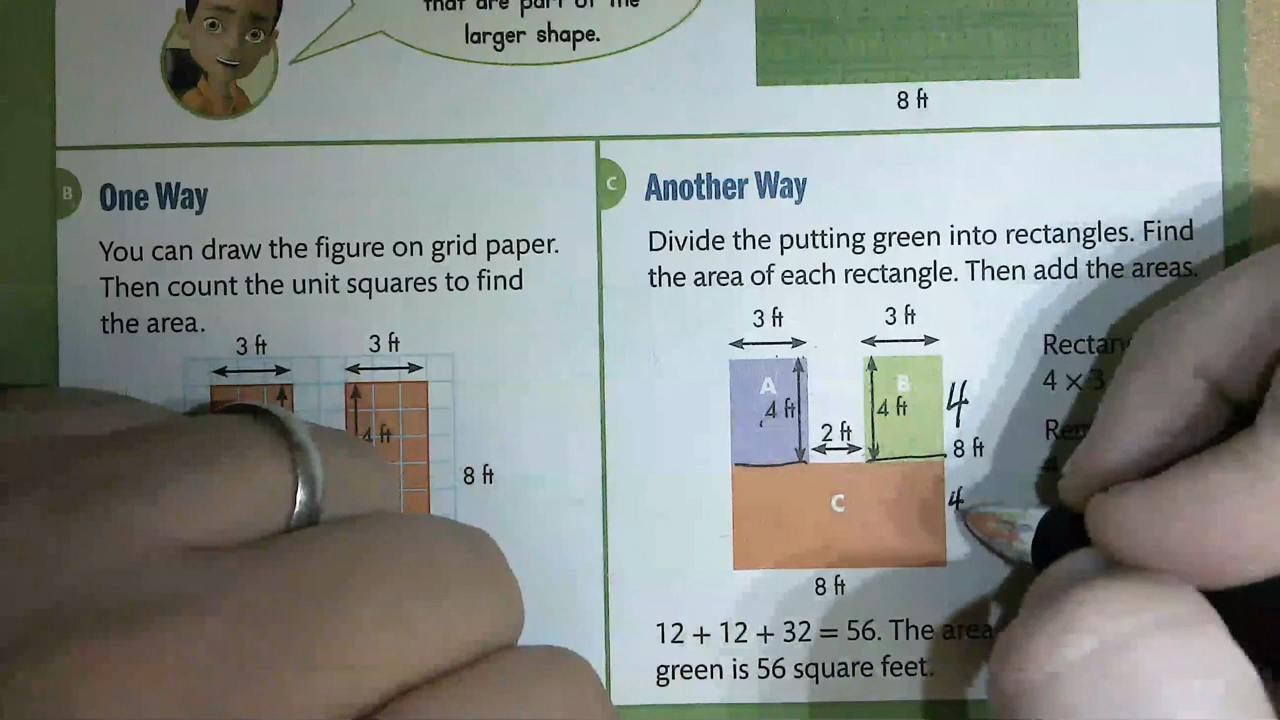 that are part of the
larger shape.
8 ft
B One Way
You can draw the figure on grid paper.
Then count the unit squares to find
the area.
3 ft 3 ft
4 ft
8 ft
C Another Way
Divide the putting green into rectangles. Find
the area of each rectangle. Then add the areas.
3 ft 3 ft
A B
4 ft 4 ft 4
2 ft 8 ft
C 4
8 ft
4 × 3
12 + 12 + 32 = 56. The area
green is 56 square feet.